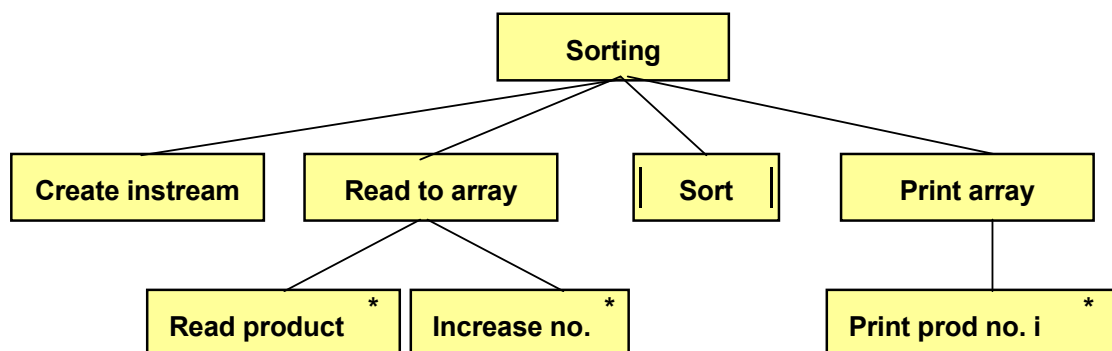 Sorting
Create instream
Read to array
Sort
Print array
Read product *
Increase no. *
Print prod no. i *